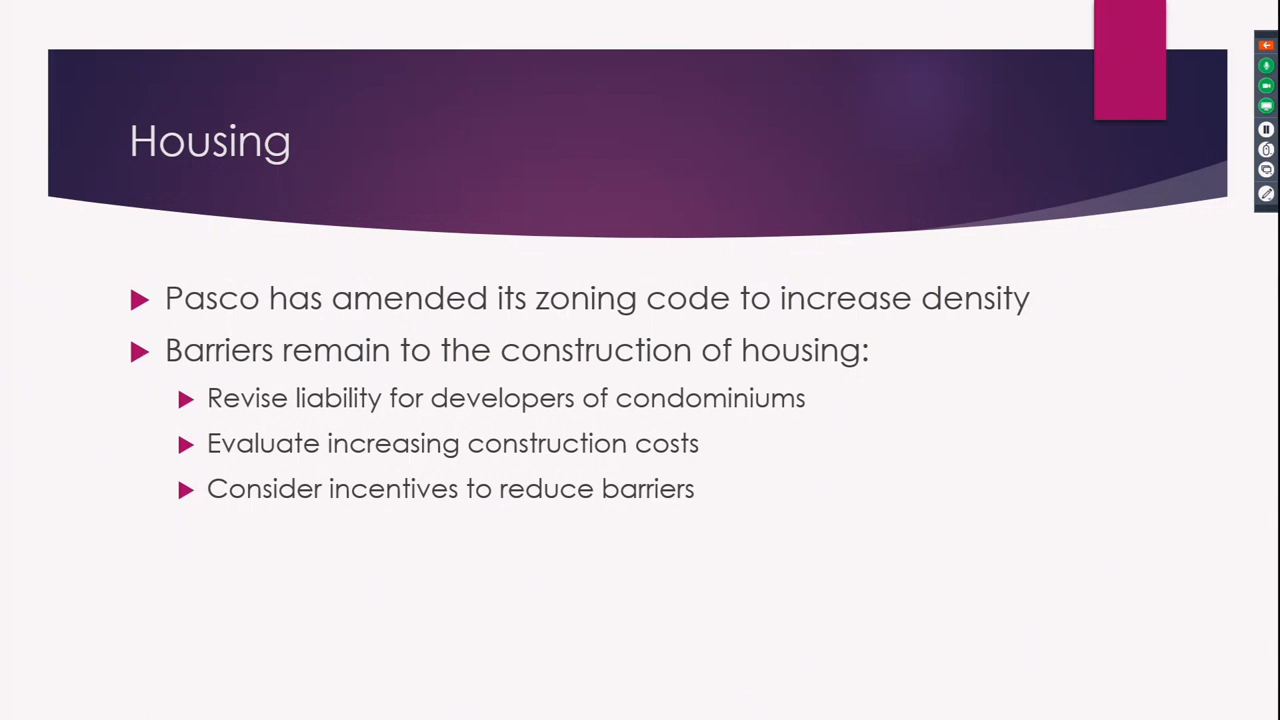 Housing
Pasco has amended its zoning code to increase density
Barriers remain to the construction of housing:
Revise liability for developers of condominiums
Evaluate increasing construction costs
Consider incentives to reduce barriers